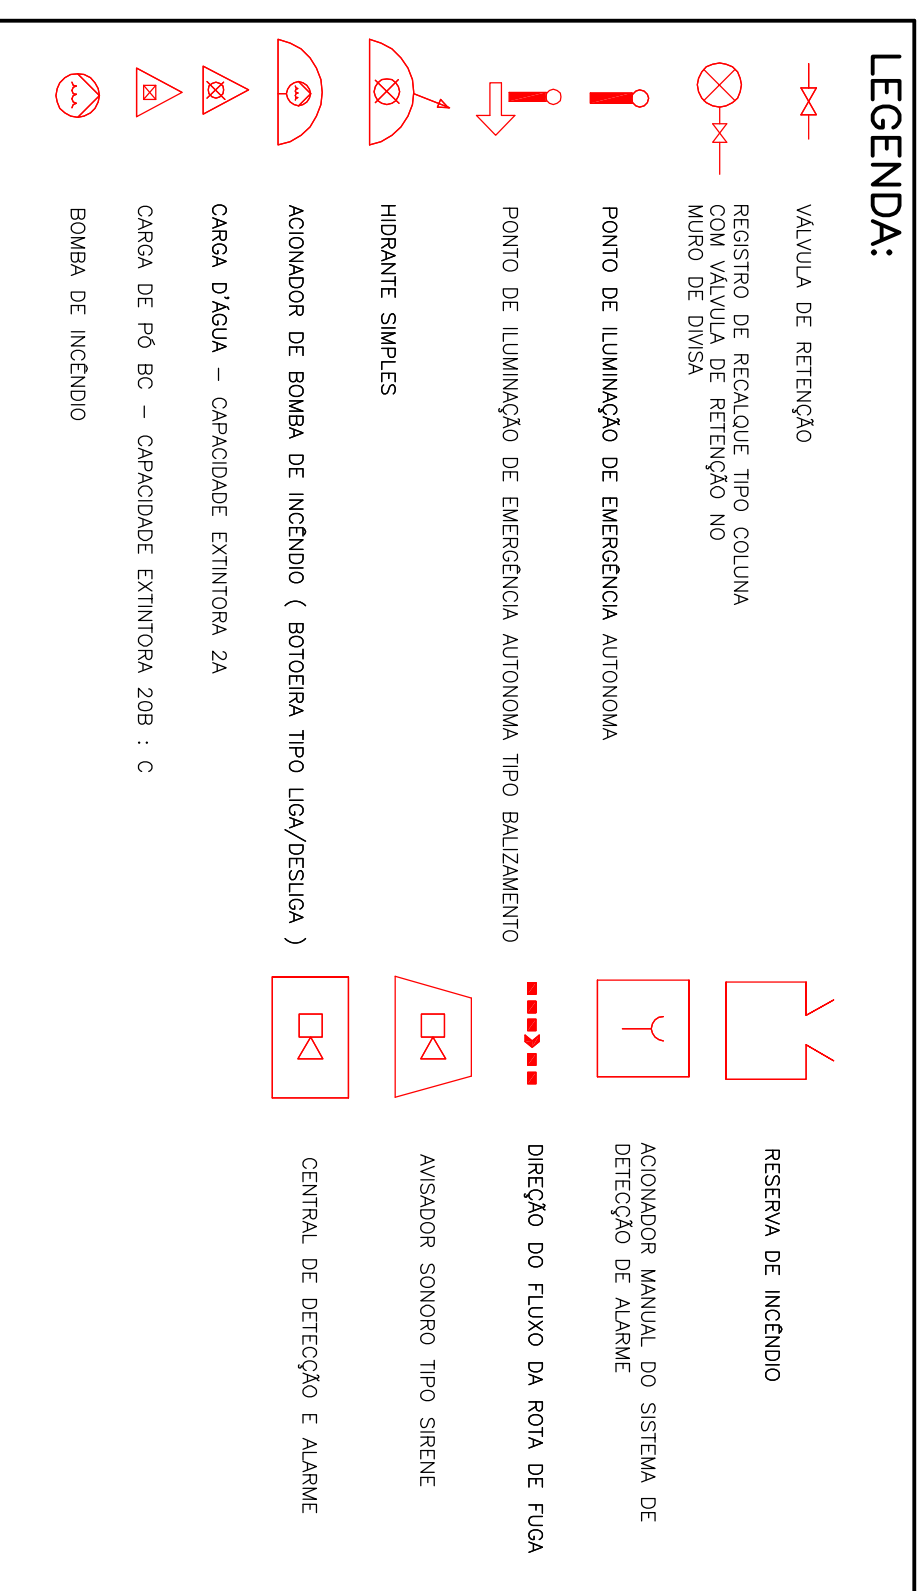 LEGENDA:
VÁLVULA DE RETENÇÃO
REGISTRO DE RECALQUE TIPO COLUNA
COM VÁLVULA DE RETENÇÃO NO
MURO DE DIVISA
PONTO DE ILUMINAÇÃO DE EMERGÊNCIA AUTONOMA
PONTO DE ILUMINAÇÃO DE EMERGÊNCIA AUTONOMA TIPO BALIZAMENTO
HIDRANTE SIMPLES
ACIONADOR DE BOMBA DE INCÊNDIO ( BOTOEIRA TIPO LIGA/DESLIGA )
CARGA D'ÁGUA – CAPACIDADE EXTINTORA 2A
CARGA DE PÓ BC – CAPACIDADE EXTINTORA 20B : C
BOMBA DE INCÊNDIO
RESERVA DE INCÊNDIO
ACIONADOR MANUAL DO SISTEMA DE
DETECÇÃO DE ALARME
DIREÇÃO DO FLUXO DA ROTA DE FUGA
AVISADOR SONORO TIPO SIRENE
CENTRAL DE DETECÇÃO E ALARME